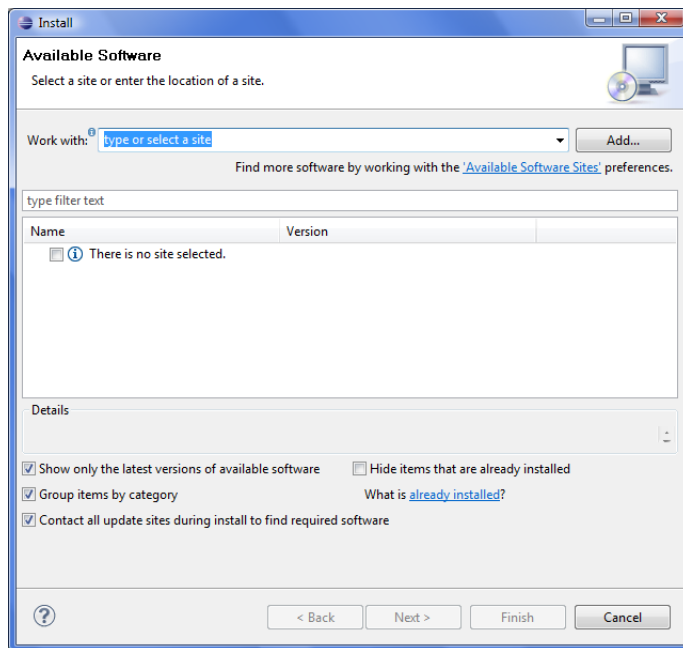 Install
Available Software
Select a site or enter the location of a site.
Work with: type or select a site Add...
Find more software by working with the 'Available Software Sites' preferences.
type filter text
Name Version
There is no site selected.
Details
Show only the latest versions of available software Hide items that are already installed
Group items by category What is already installed?
Contact all update sites during install to find required software
< Back Next > Finish Cancel